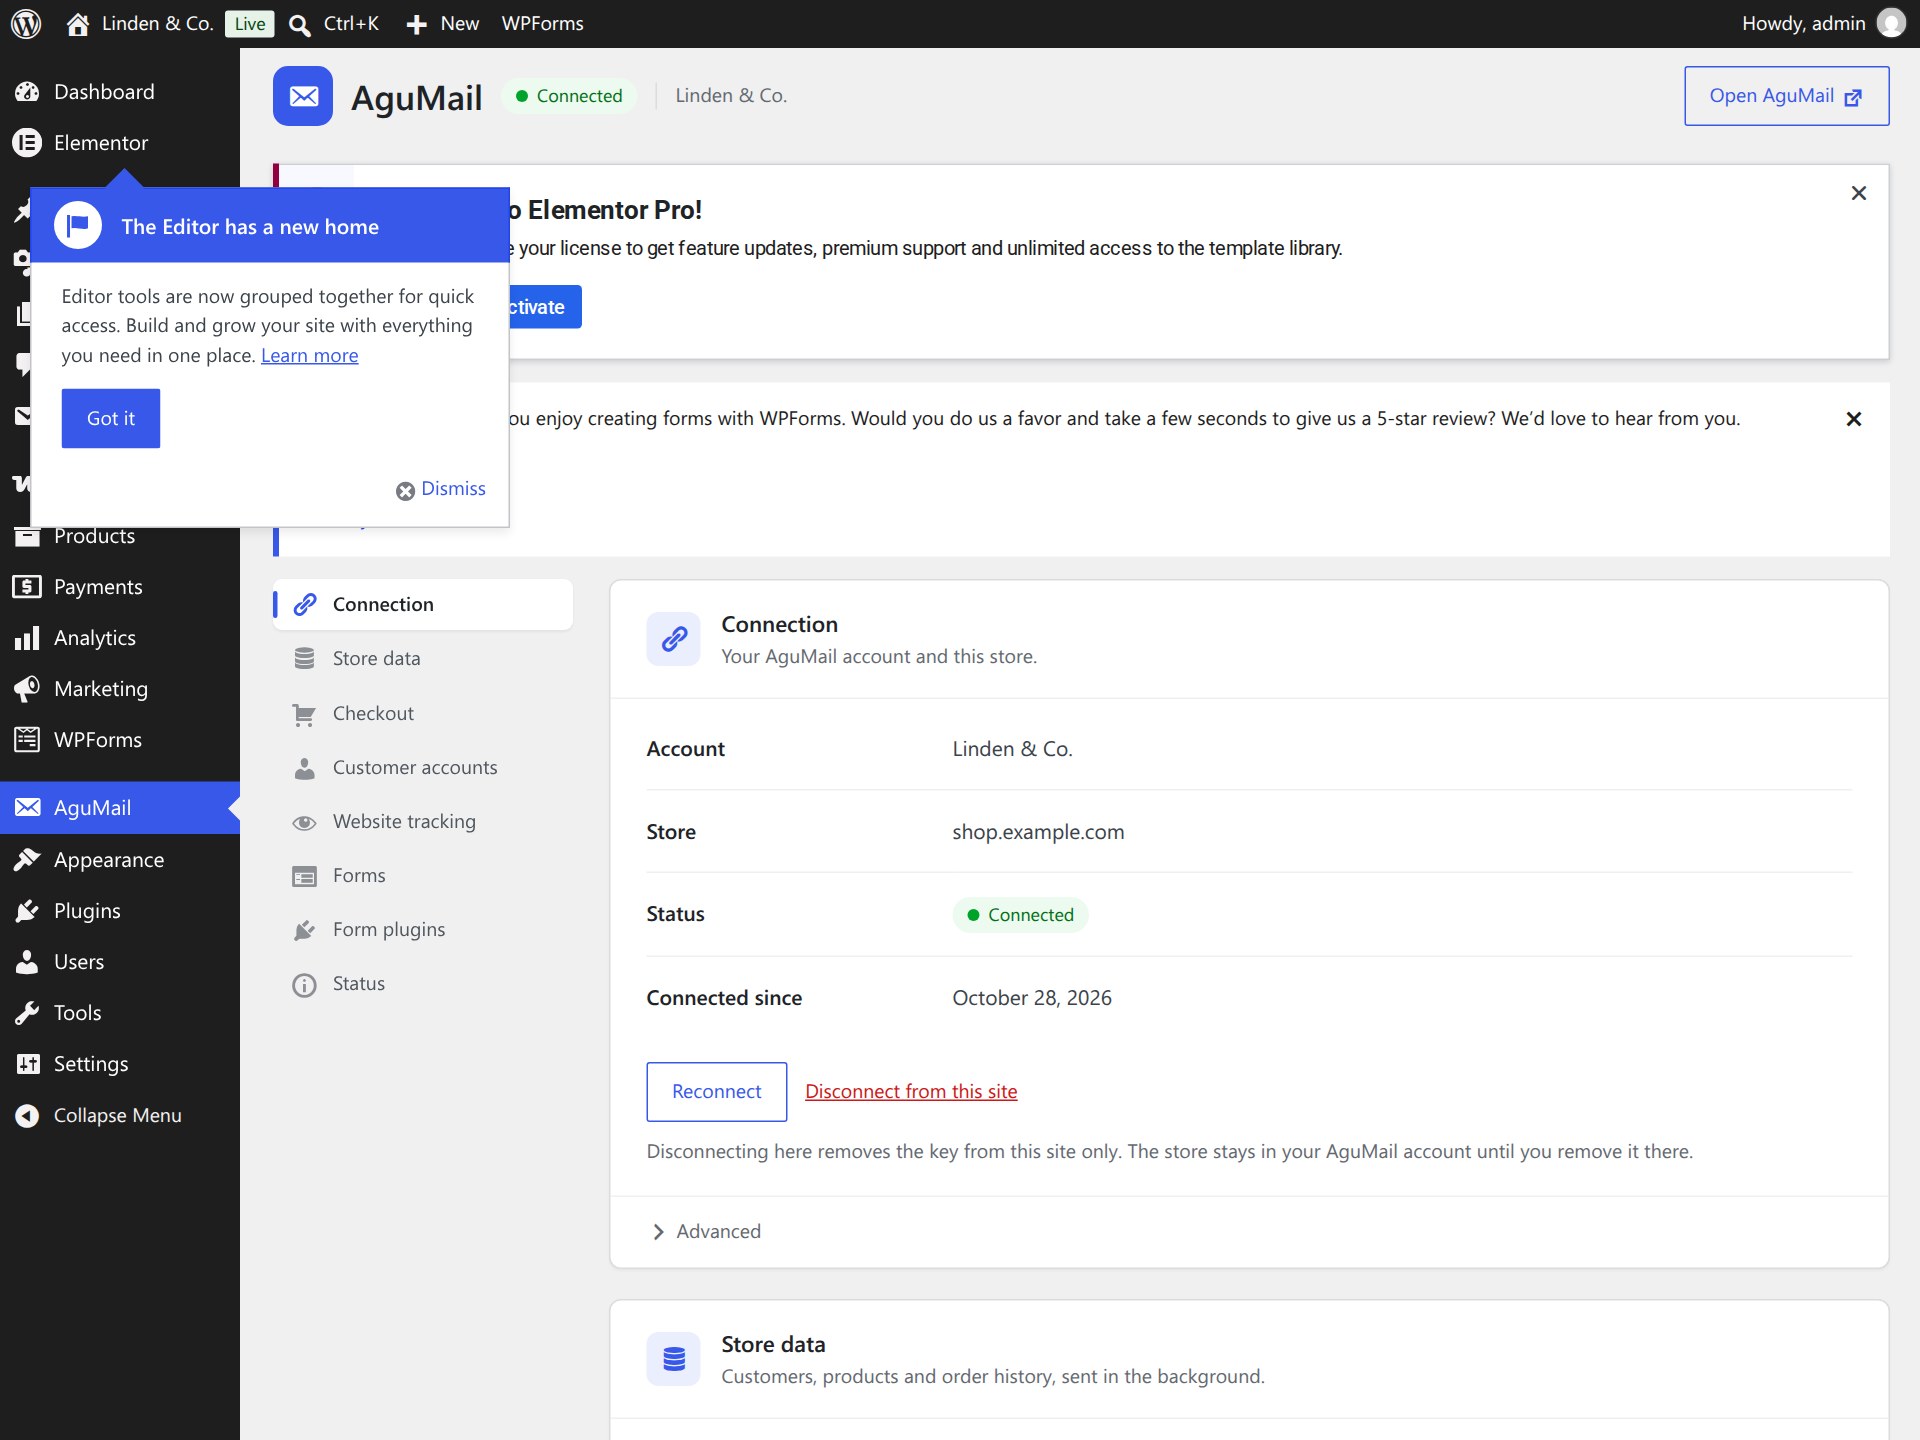 Linden & Co.
Live
Ctrl+K
New
WPForms
Howdy, admin
Dashboard
Elementor
Products
Payments
Analytics
Marketing
WPForms
AguMail
Appearance
Plugins
Users
Tools
Settings
Collapse Menu
AguMail
Connected
Linden & Co.
Open AguMail
The Editor has a new home
Editor tools are now grouped together for quick
access. Build and grow your site with everything
you need in one place. Learn more
Got it
Dismiss
Elementor Pro!
your license to get feature updates, premium support and unlimited access to the template library.
enjoy creating forms with WPForms. Would you do us a favor and take a few seconds to give us a 5-star review? We’d love to hear from you.
Connection
Store data
Checkout
Customer accounts
Website tracking
Forms
Form plugins
Status
Connection
Your AguMail account and this store.
Account
Linden & Co.
Store
shop.example.com
Status
Connected
Connected since
October 28, 2026
Reconnect
Disconnect from this site
Disconnecting here removes the key from this site only. The store stays in your AguMail account until you remove it there.
Advanced
Store data
Customers, products and order history, sent in the background.